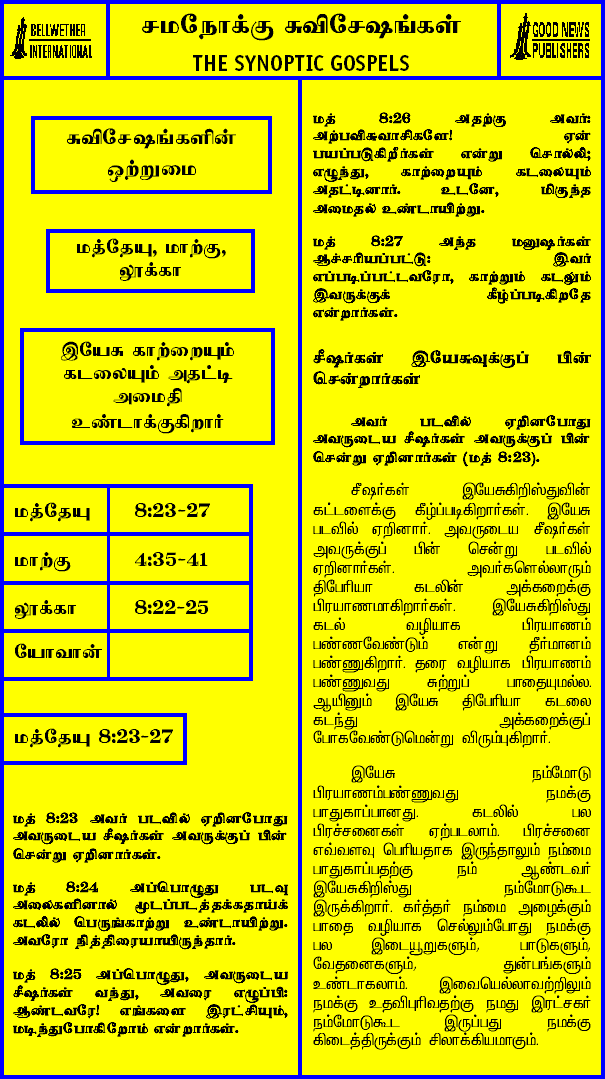 BELLWETHER
INTERNATIONAL
சமநோக்கு சுவிசேஷங்கள்
THE SYNOPTIC GOSPELS
GOOD NEWS
PUBLISHERS
சுவிசேஷங்களின்
ஒற்றுமை
மத்தேயு, மாற்கு,
லூக்கா
இயேசு காற்றையும்
கடலையும் அதட்டி
அமைதி
உண்டாக்குகிறார்
மத்தேயு 8:23-27
மாற்கு 4:35-41
லூக்கா 8:22-25
யோவான்
மத்தேயு 8:23-27
மத் 8:23 அவர் படவில் ஏறினபோது
அவருடைய சீஷர்கள் அவருக்குப் பின்
சென்று ஏறினார்கள்.
மத் 8:24 அப்பொழுது படவு
அலைகளினால் மூடப்படத்தக்கதாய்க்
கடலில் பெருங்காற்று உண்டாயிற்று.
அவரோ நித்திரையாயிருந்தார்.
மத் 8:25 அப்பொழுது, அவருடைய
சீஷர்கள் வந்து, அவரை எழுப்பி:
ஆண்டவரே! எங்களை இரட்சியும்,
மடிந்துபோகிறோம் என்றார்கள்.
மத் 8:26 அதற்கு அவர்:
அற்பவிசுவாசிகளே! ஏன்
பயப்படுகிறீர்கள் என்று சொல்லி;
எழுந்து, காற்றையும் கடலையும்
அதட்டினார். உடனே, மிகுந்த
அமைதல் உண்டாயிற்று.
மத் 8:27 அந்த மனுஷர்கள்
ஆச்சரியப்பட்டு: இவர்
எப்படிப்பட்டவரோ, காற்றும் கடலும்
இவருக்குக் கீழ்ப்படிகிறதே
என்றார்கள்.
சீஷர்கள் இயேசுவுக்குப் பின்
சென்றார்கள்
அவர் படவில் ஏறினபோது
அவருடைய சீஷர்கள் அவருக்குப் பின்
சென்று ஏறினார்கள் (மத் 8:23).
சீஷர்கள் இயேசுகிறிஸ்துவின்
கட்டளைக்கு கீழ்ப்படிகிறார்கள். இயேசு
படவில் ஏறினார். அவருடைய சீஷர்கள்
அவருக்குப் பின் சென்று படவில்
ஏறினார்கள். அவர்களெல்லாரும்
திபேரியா கடலின் அக்கறைக்கு
பிரயாணமாகிறார்கள். இயேசுகிறிஸ்து
கடல் வழியாக பிரயாணம்
பண்ணவேண்டும் என்று தீர்மானம்
பண்ணுகிறார். தரை வழியாக பிரயாணம்
பண்ணுவது சுற்றுப் பாதையுமல்ல.
ஆயினும் இயேசு திபேரியா கடலை
கடந்து அக்கரைக்குப்
போகவேண்டுமென்று விரும்புகிறார்.
இயேசு நம்மோடு
பிரயாணம்பண்ணுவது நமக்கு
பாதுகாப்பானது. கடலில் பல
பிரச்சனைகள் ஏற்படலாம். பிரச்சனை
எவ்வளவு பெரியதாக இருந்தாலும் நம்மை
பாதுகாப்பதற்கு நம் ஆண்டவர்
இயேசுகிறிஸ்து நம்மோடுகூட
இருக்கிறார். கர்த்தர் நம்மை அழைக்கும்
பாதை வழியாக செல்லும்போது நமக்கு
பல இடையூறுகளும், பாடுகளும்,
வேதனைகளும், துன்பங்களும்
உண்டாகலாம். இவையெல்லாவற்றிலும்
நமக்கு உதவிபுரிவதற்கு நமது இரட்சகர்
நம்மோடுகூட இருப்பது நமக்கு
கிடைத்திருக்கும் சிலாக்கியமாகும்.